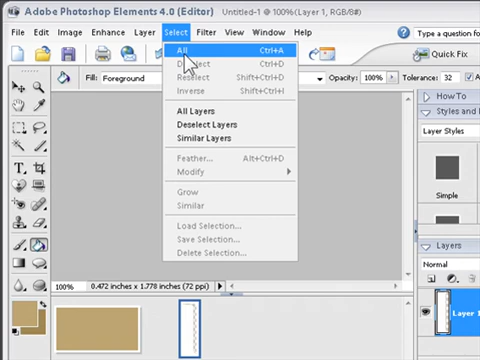 Adobe Photoshop Elements 4.0 (Editor) Untitled-1 @ 100%(Layer 1, RGB/8#)
File Edit Image Enhance Layer Select Filter View Window Help Type a question fo
Fill: Foreground Opacity: 100% Tolerance: 32
Quick Fix
All Ctrl+A
Deselect Ctrl+D
Reselect Shift+Ctrl+D
Inverse Shift+Ctrl+I
All Layers
Deselect Layers
Similar Layers
Feather... Alt+Ctrl+D
Modify
Grow
Similar
Load Selection...
Save Selection...
Delete Selection...
How To
Styles and
Layer Styles
Simple
Layers
Normal
Layer 1
100% 0.472 inches x 1.778 inches (72 ppi)